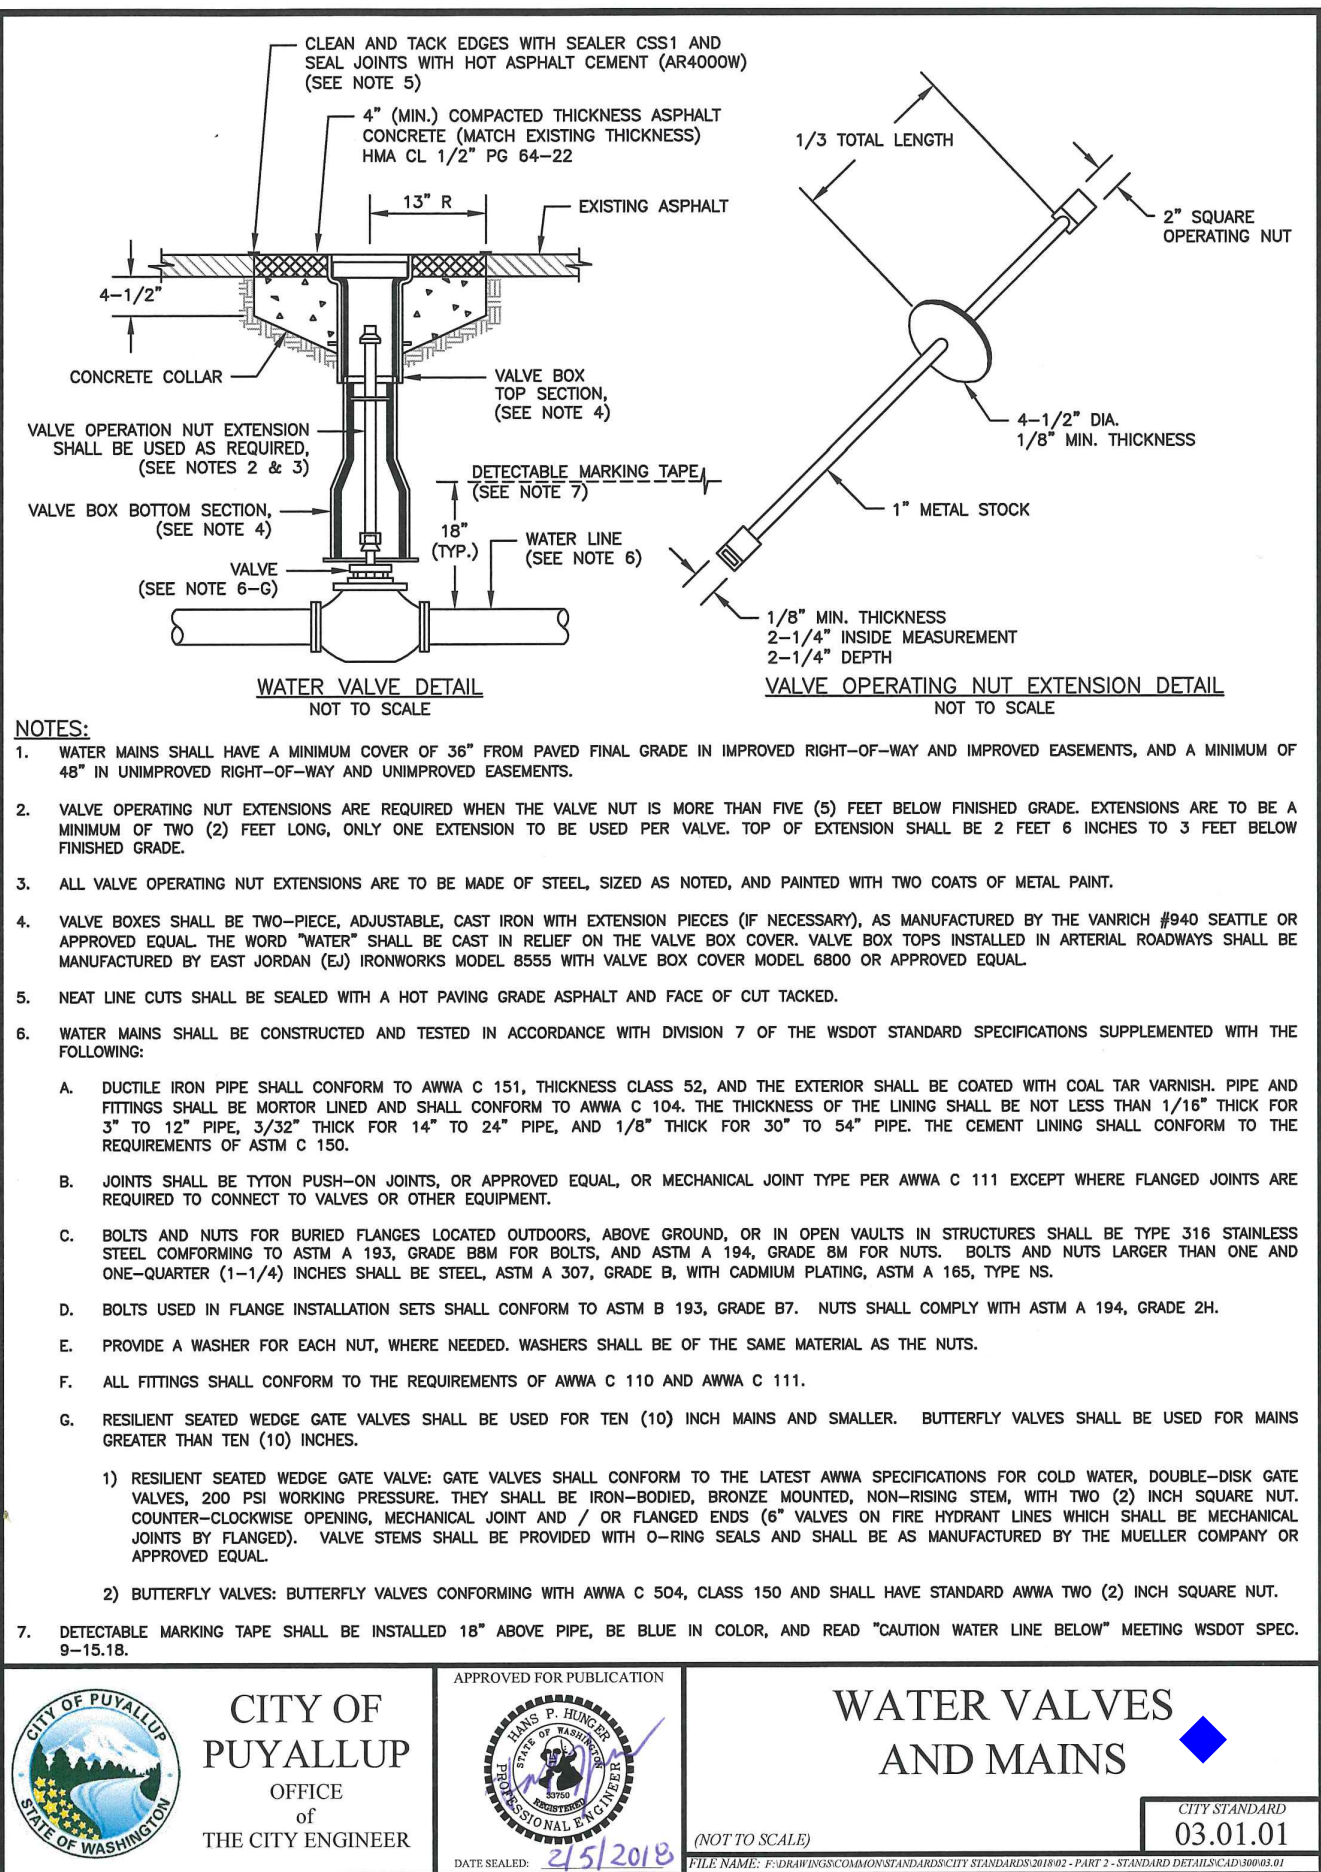 CLEAN AND TACK EDGES WITH SEALER CSS1 AND
SEAL JOINTS WITH HOT ASPHALT CEMENT (AR4000W)
(SEE NOTE 5)
4" (MIN.) COMPACTED THICKNESS ASPHALT
CONCRETE (MATCH EXISTING THICKNESS)
HMA CL 1/2" PG 64-22
13" R
EXISTING ASPHALT
4-1/2"
CONCRETE COLLAR
VALVE BOX
TOP SECTION,
(SEE NOTE 4)
VALVE OPERATION NUT EXTENSION
SHALL BE USED AS REQUIRED,
(SEE NOTES 2 & 3)
DETECTABLE MARKING TAPE
(SEE NOTE 7)
VALVE BOX BOTTOM SECTION,
(SEE NOTE 4)
18"
(TYP.)
WATER LINE
(SEE NOTE 6)
VALVE
(SEE NOTE 6-G)
WATER VALVE DETAIL
NOT TO SCALE
1/3 TOTAL LENGTH
2" SQUARE
OPERATING NUT
4-1/2" DIA.
1/8" MIN. THICKNESS
1" METAL STOCK
1/8" MIN. THICKNESS
2-1/4" INSIDE MEASUREMENT
2-1/4" DEPTH
VALVE OPERATING NUT EXTENSION DETAIL
NOT TO SCALE
NOTES:
1. WATER MAINS SHALL HAVE A MINIMUM COVER OF 36" FROM PAVED FINAL GRADE IN IMPROVED RIGHT-OF-WAY AND IMPROVED EASEMENTS, AND A MINIMUM OF
48" IN UNIMPROVED RIGHT-OF-WAY AND UNIMPROVED EASEMENTS.
2. VALVE OPERATING NUT EXTENSIONS ARE REQUIRED WHEN THE VALVE NUT IS MORE THAN FIVE (5) FEET BELOW FINISHED GRADE. EXTENSIONS ARE TO BE A
MINIMUM OF TWO (2) FEET LONG, ONLY ONE EXTENSION TO BE USED PER VALVE. TOP OF EXTENSION SHALL BE 2 FEET 6 INCHES TO 3 FEET BELOW
FINISHED GRADE.
3. ALL VALVE OPERATING NUT EXTENSIONS ARE TO BE MADE OF STEEL, SIZED AS NOTED, AND PAINTED WITH TWO COATS OF METAL PAINT.
4. VALVE BOXES SHALL BE TWO-PIECE, ADJUSTABLE, CAST IRON WITH EXTENSION PIECES (IF NECESSARY), AS MANUFACTURED BY THE VANRICH #940 SEATTLE OR
APPROVED EQUAL. THE WORD "WATER" SHALL BE CAST IN RELIEF ON THE VALVE BOX COVER. VALVE BOX TOPS INSTALLED IN ARTERIAL ROADWAYS SHALL BE
MANUFACTURED BY EAST JORDAN (EJ) IRONWORKS MODEL 8555 WITH VALVE BOX COVER MODEL 6800 OR APPROVED EQUAL.
5. NEAT LINE CUTS SHALL BE SEALED WITH A HOT PAVING GRADE ASPHALT AND FACE OF CUT TACKED.
6. WATER MAINS SHALL BE CONSTRUCTED AND TESTED IN ACCORDANCE WITH DIVISION 7 OF THE WSDOT STANDARD SPECIFICATIONS SUPPLEMENTED WITH THE
FOLLOWING:
A. DUCTILE IRON PIPE SHALL CONFORM TO AWWA C 151, THICKNESS CLASS 52, AND THE EXTERIOR SHALL BE COATED WITH COAL TAR VARNISH. PIPE AND
FITTINGS SHALL BE MORTOR LINED AND SHALL CONFORM TO AWWA C 104. THE THICKNESS OF THE LINING SHALL BE NOT LESS THAN 1/16" THICK FOR
3" TO 12" PIPE, 3/32" THICK FOR 14" TO 24" PIPE, AND 1/8" THICK FOR 30" TO 54" PIPE. THE CEMENT LINING SHALL CONFORM TO THE
REQUIREMENTS OF ASTM C 150.
B. JOINTS SHALL BE TYTON PUSH-ON JOINTS, OR APPROVED EQUAL, OR MECHANICAL JOINT TYPE PER AWWA C 111 EXCEPT WHERE FLANGED JOINTS ARE
REQUIRED TO CONNECT TO VALVES OR OTHER EQUIPMENT.
C. BOLTS AND NUTS FOR BURIED FLANGES LOCATED OUTDOORS, ABOVE GROUND, OR IN OPEN VAULTS IN STRUCTURES SHALL BE TYPE 316 STAINLESS
STEEL COMFORMING TO ASTM A 193, GRADE B8M FOR BOLTS, AND ASTM A 194, GRADE 8M FOR NUTS. BOLTS AND NUTS LARGER THAN ONE AND
ONE-QUARTER (1-1/4) INCHES SHALL BE STEEL, ASTM A 307, GRADE B, WITH CADMIUM PLATING, ASTM A 165, TYPE NS.
D. BOLTS USED IN FLANGE INSTALLATION SETS SHALL CONFORM TO ASTM B 193, GRADE B7. NUTS SHALL COMPLY WITH ASTM A 194, GRADE 2H.
E. PROVIDE A WASHER FOR EACH NUT, WHERE NEEDED. WASHERS SHALL BE OF THE SAME MATERIAL AS THE NUTS.
F. ALL FITTINGS SHALL CONFORM TO THE REQUIREMENTS OF AWWA C 110 AND AWWA C 111.
G. RESILIENT SEATED WEDGE GATE VALVES SHALL BE USED FOR TEN (10) INCH MAINS AND SMALLER. BUTTERFLY VALVES SHALL BE USED FOR MAINS
GREATER THAN TEN (10) INCHES.
1) RESILIENT SEATED WEDGE GATE VALVE: GATE VALVES SHALL CONFORM TO THE LATEST AWWA SPECIFICATIONS FOR COLD WATER, DOUBLE-DISK GATE
VALVES, 200 PSI WORKING PRESSURE. THEY SHALL BE IRON-BODIED, BRONZE MOUNTED, NON-RISING STEM, WITH TWO (2) INCH SQUARE NUT.
COUNTER-CLOCKWISE OPENING, MECHANICAL JOINT AND / OR FLANGED ENDS (6" VALVES ON FIRE HYDRANT LINES WHICH SHALL BE MECHANICAL
JOINTS BY FLANGED). VALVE STEMS SHALL BE PROVIDED WITH O-RING SEALS AND SHALL BE AS MANUFACTURED BY THE MUELLER COMPANY OR
APPROVED EQUAL.
2) BUTTERFLY VALVES: BUTTERFLY VALVES CONFORMING WITH AWWA C 504, CLASS 150 AND SHALL HAVE STANDARD AWWA TWO (2) INCH SQUARE NUT.
7. DETECTABLE MARKING TAPE SHALL BE INSTALLED 18" ABOVE PIPE, BE BLUE IN COLOR, AND READ "CAUTION WATER LINE BELOW" MEETING WSDOT SPEC.
9-15.18.
CITY OF PUYALLUP
STATE OF WASHINGTON
CITY OF
PUYALLUP
OFFICE
of
THE CITY ENGINEER
APPROVED FOR PUBLICATION
HANS P. HUNGER
STATE OF WASHINGTON
33750
REGISTERED
PROFESSIONAL ENGINEER
DATE SEALED: 2/5/2018
WATER VALVES
AND MAINS
(NOT TO SCALE)
CITY STANDARD
03.01.01
FILE NAME: F:\DRAWINGS\COMMON\STANDARDS\CITY STANDARDS\2018\02 - PART 2 - STANDARD DETAILS\CAD\300\03.01